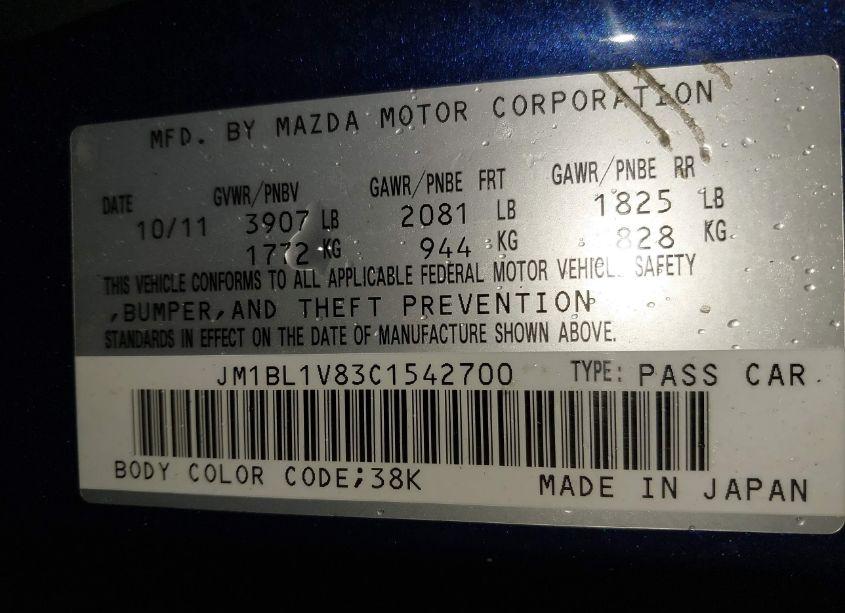 MFD. BY MAZDA MOTOR CORPORATION
DATE GVWR/PNBV GAWR/PNBE FRT GAWR/PNBE RR
10/11 3907 LB 2081 LB 1825 LB
1772 KG 944 KG 828 KG
THIS VEHICLE CONFORMS TO ALL APPLICABLE FEDERAL MOTOR VEHICLE SAFETY
,BUMPER,AND THEFT PREVENTION
STANDARDS IN EFFECT ON THE DATE OF MANUFACTURE SHOWN ABOVE.
JM1BL1V83C1542700 TYPE: PASS CAR
BODY COLOR CODE;38K MADE IN JAPAN